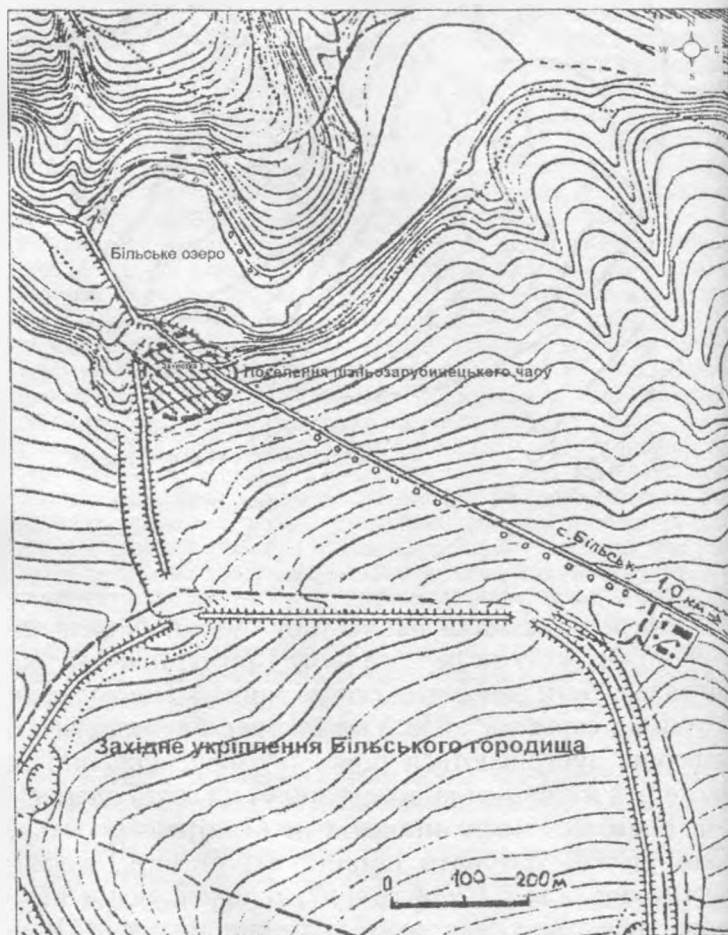 N
W E
S
Більське озеро
Поселення пізньозарубинецького часу
с. Більськ 1.0 км
Західне укріплення Більського городища
0 100 200 м